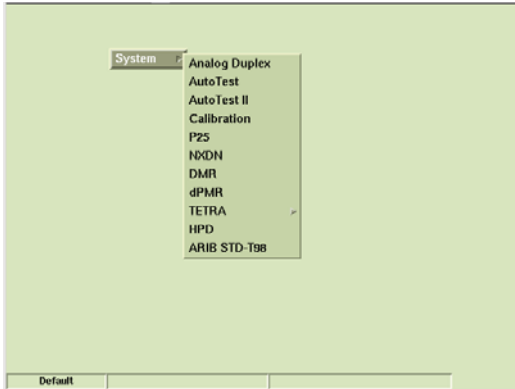 System
Analog Duplex
AutoTest
AutoTest II
Calibration
P25
NXDN
DMR
dPMR
TETRA
HPD
ARIB STD-T98
Default